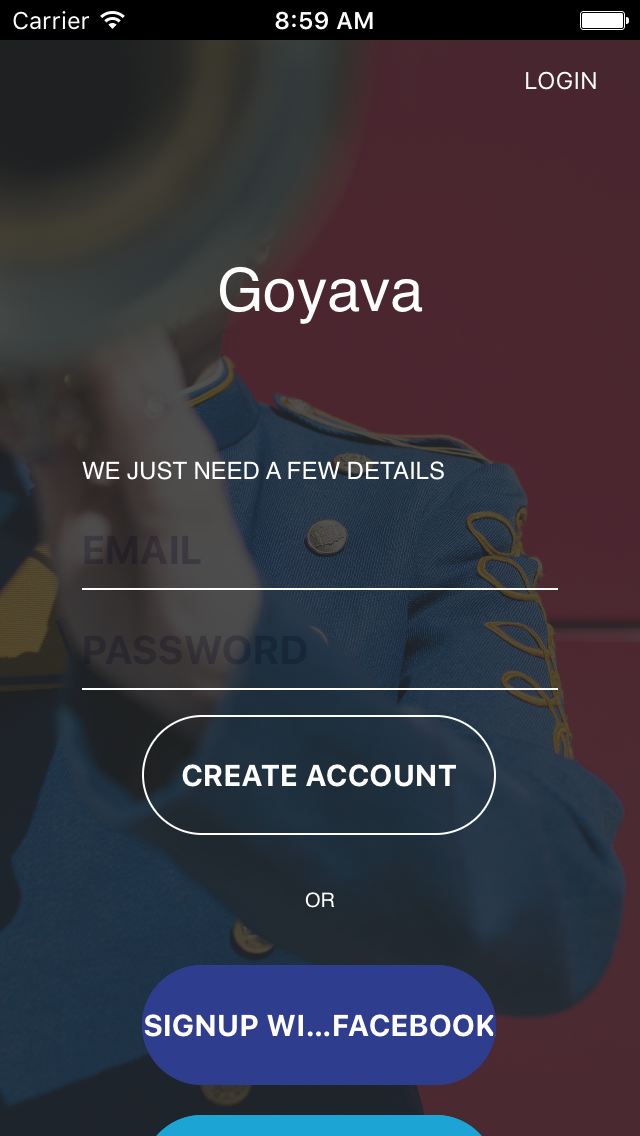 Carrier 8:59 AM
LOGIN
Goyava
WE JUST NEED A FEW DETAILS
EMAIL
PASSWORD
CREATE ACCOUNT
OR
SIGNUP WI...FACEBOOK